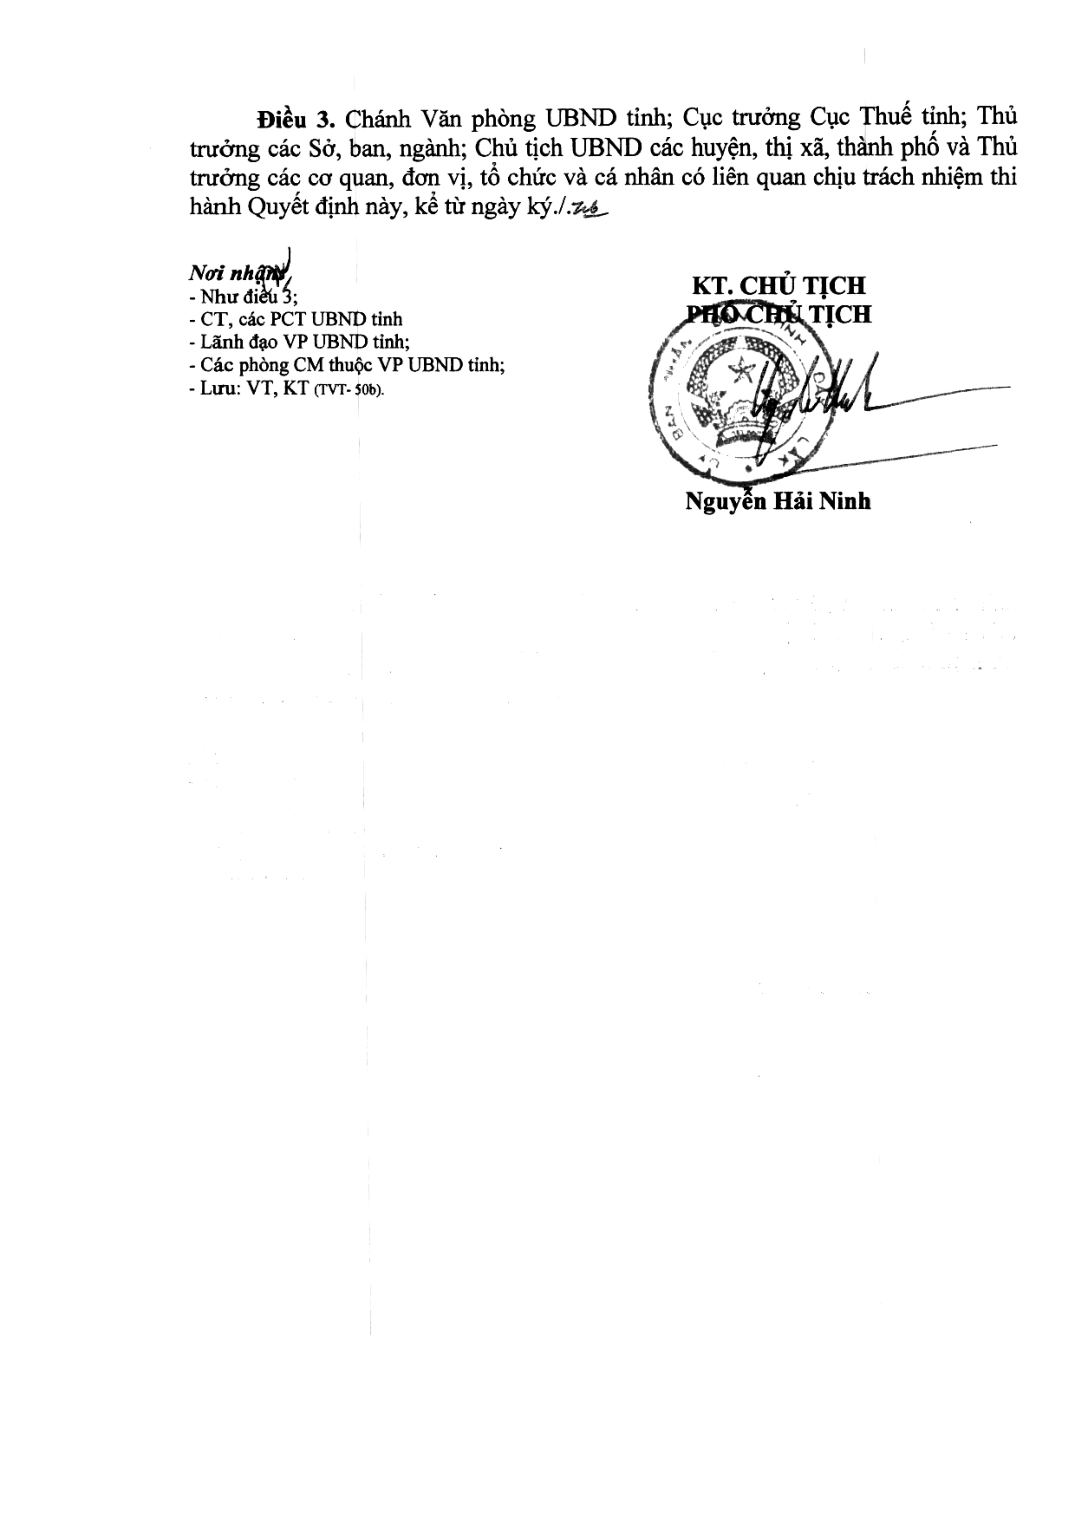 Điều 3. Chánh Văn phòng UBND tỉnh; Cục trưởng Cục Thuế tỉnh; Thủ
trưởng các Sở, ban, ngành; Chủ tịch UBND các huyện, thị xã, thành phố và Thủ
trưởng các cơ quan, đơn vị, tổ chức và cá nhân có liên quan chịu trách nhiệm thi
hành Quyết định này, kể từ ngày ký./.
Nơi nhận
- Như điều 3;
- CT, các PCT UBND tỉnh
- Lãnh đạo VP UBND tỉnh;
- Các phòng CM thuộc VP UBND tỉnh;
- Lưu: VT, KT (TVT- 50b).
KT. CHỦ TỊCH
PHÓ CHỦ TỊCH
Nguyễn Hải Ninh